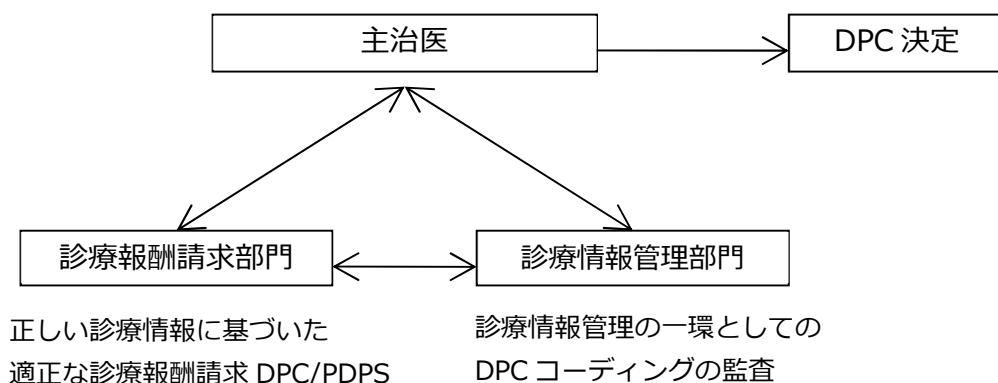 主治医
DPC 決定
診療報酬請求部門
診療情報管理部門
正しい診療情報に基づいた
適正な診療報酬請求 DPC/PDPS
診療情報管理の一環としての
DPC コーディングの監査